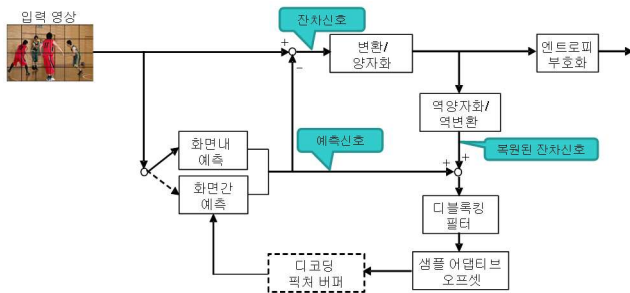 입력 영상
잔차신호
+
−
변환/
양자화
엔트로피
부호화
역양자화/
역변환
화면내
예측
예측신호
복원된 잔차신호
+
+
화면간
예측
디블록킹
필터
디코딩
픽처 버퍼
샘플 어댑티브
오프셋